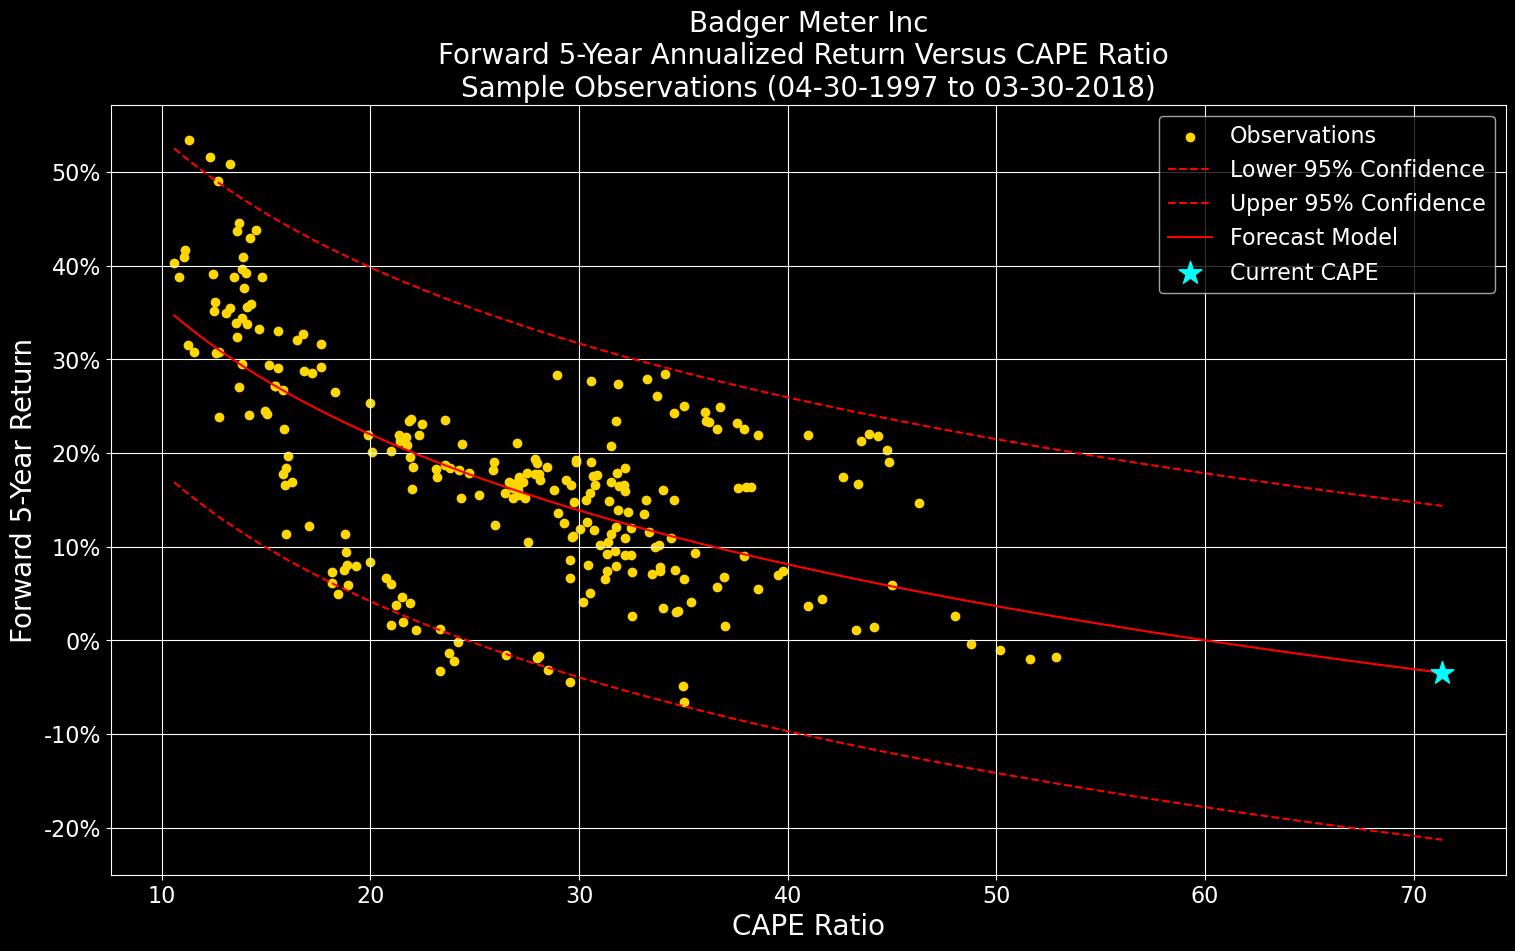 Badger Meter Inc
Forward 5-Year Annualized Return Versus CAPE Ratio
Sample Observations (04-30-1997 to 03-30-2018)
Observations
Lower 95% Confidence
Upper 95% Confidence
Forecast Model
Current CAPE
Forward 5-Year Return
50%
40%
30%
20%
10%
0%
-10%
-20%
10 20 30 40 50 60 70
CAPE Ratio